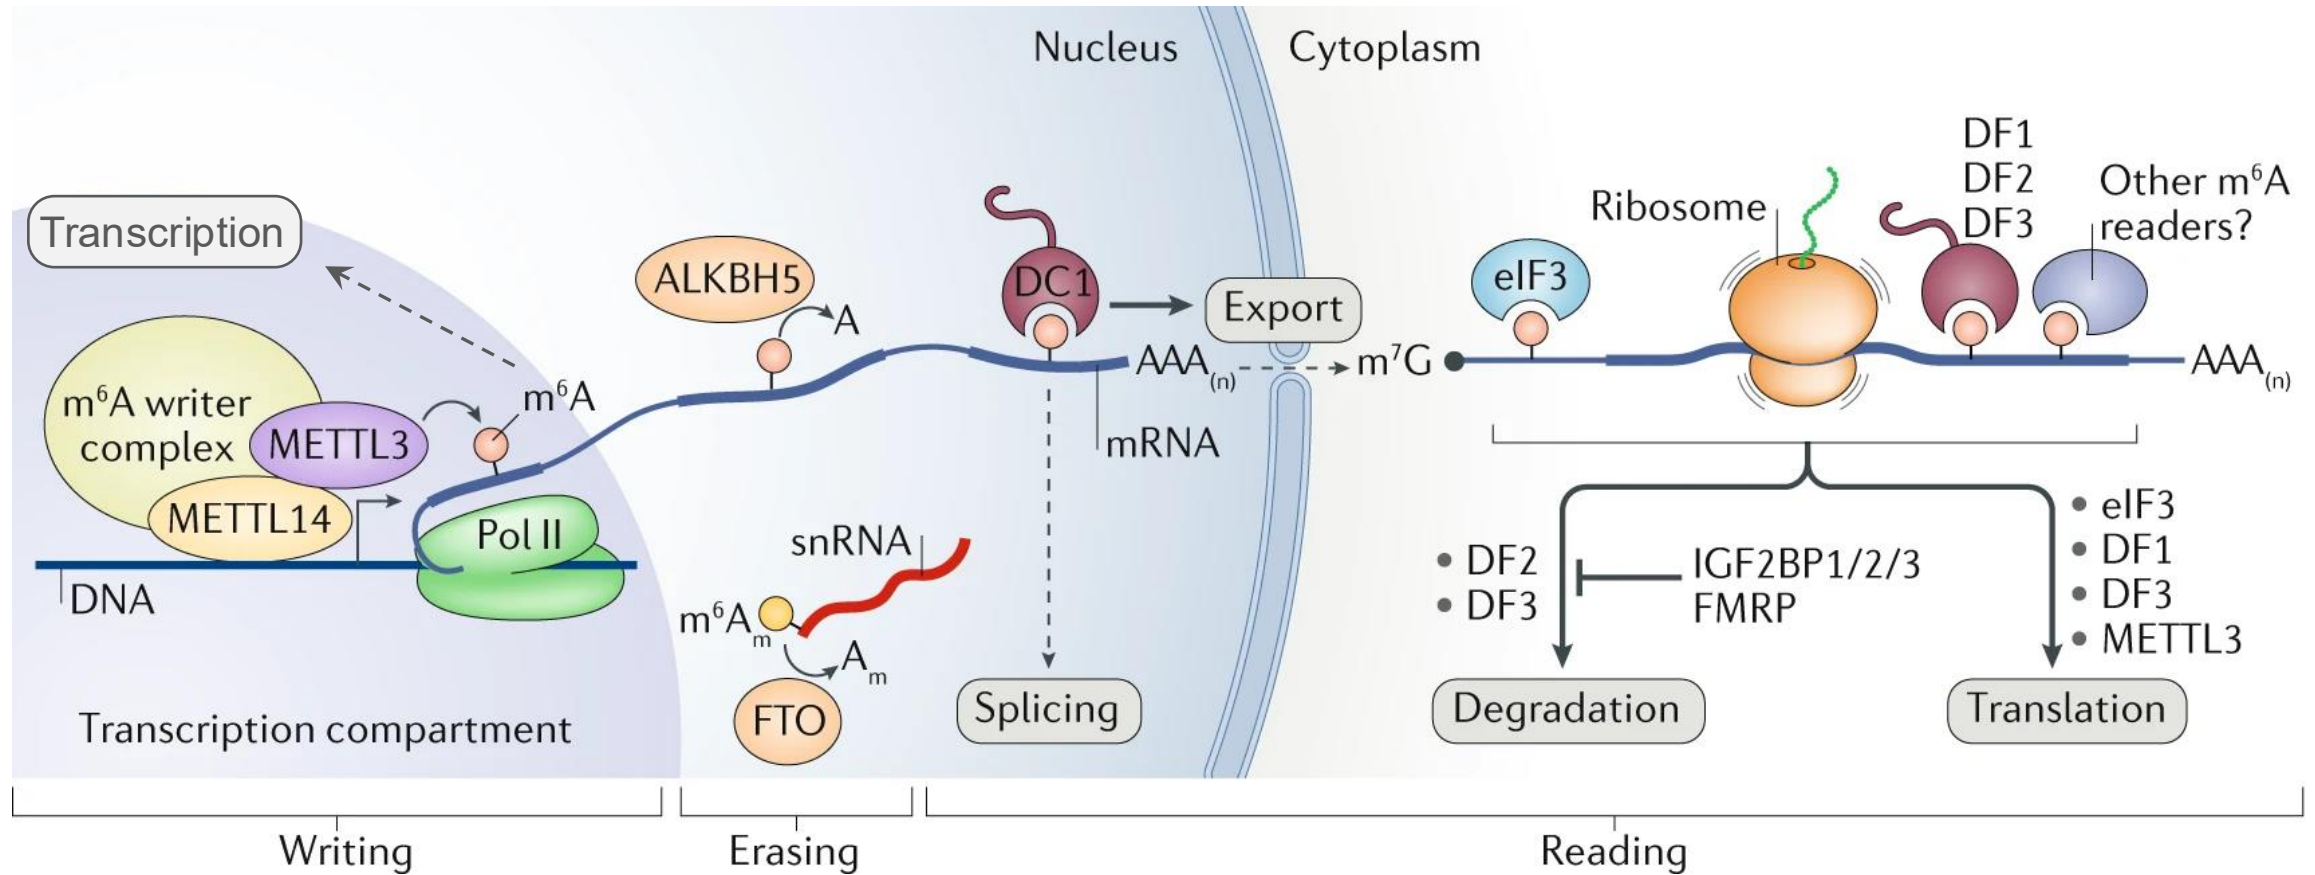 Nucleus
Cytoplasm
Transcription
m⁶A writer
complex
METTL3
METTL14
m⁶A
Pol II
DNA
Transcription compartment
ALKBH5
A
DC1
Export
AAA(n)
mRNA
snRNA
m⁶Am
Am
FTO
Splicing
m⁷G
eIF3
Ribosome
DF1
DF2
DF3
Other m⁶A
readers?
AAA(n)
• DF2
• DF3
IGF2BP1/2/3
FMRP
• eIF3
• DF1
• DF3
• METTL3
Degradation
Translation
Writing
Erasing
Reading